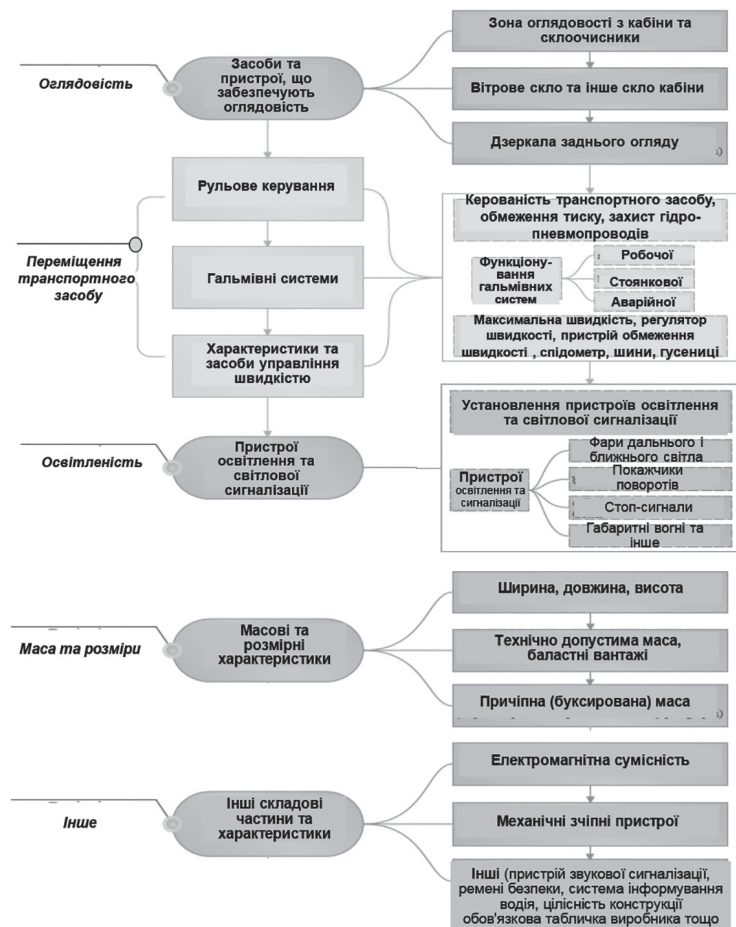 Оглядовість
Засоби та
пристрої, що
забезпечують
оглядовість
Зона оглядовості з кабіни та
склоочисники
Вітрове скло та інше скло кабіни
Дзеркала заднього огляду
Переміщення
транспортного
засобу
Рульове керування
Гальмівні системи
Характеристики та
засоби управління
швидкістю
Керованість транспортного засобу,
обмеження тиску, захист гідро-
пневмопроводів
Функціону-
вання
гальмівних
систем
Робочої
Стоянкової
Аварійної
Максимальна швидкість, регулятор
швидкості, пристрій обмеження
швидкості , спідометр, шини, гусениці
Освітленість
Пристрої
освітлення та
світлової
сигналізації
Установлення пристроїв освітлення
та світлової сигналізації
Пристрої
освітлення та
сигналізації
Фари дальнього і
ближнього світла
Покажчики
поворотів
Стоп-сигнали
Габаритні вогні та
інше
Маса та розміри
Масові та
розмірні
характеристики
Ширина, довжина, висота
Технічно допустима маса,
баластні вантажі
Причіпна (буксирована) маса
Інше
Інші складові
частини та
характеристики
Електромагнітна сумісність
Механічні зчіпні пристрої
Інші (пристрій звукової сигналізації,
ремені безпеки, система інформування
водія, цілісність конструкції
обов'язкова табличка виробника тощо